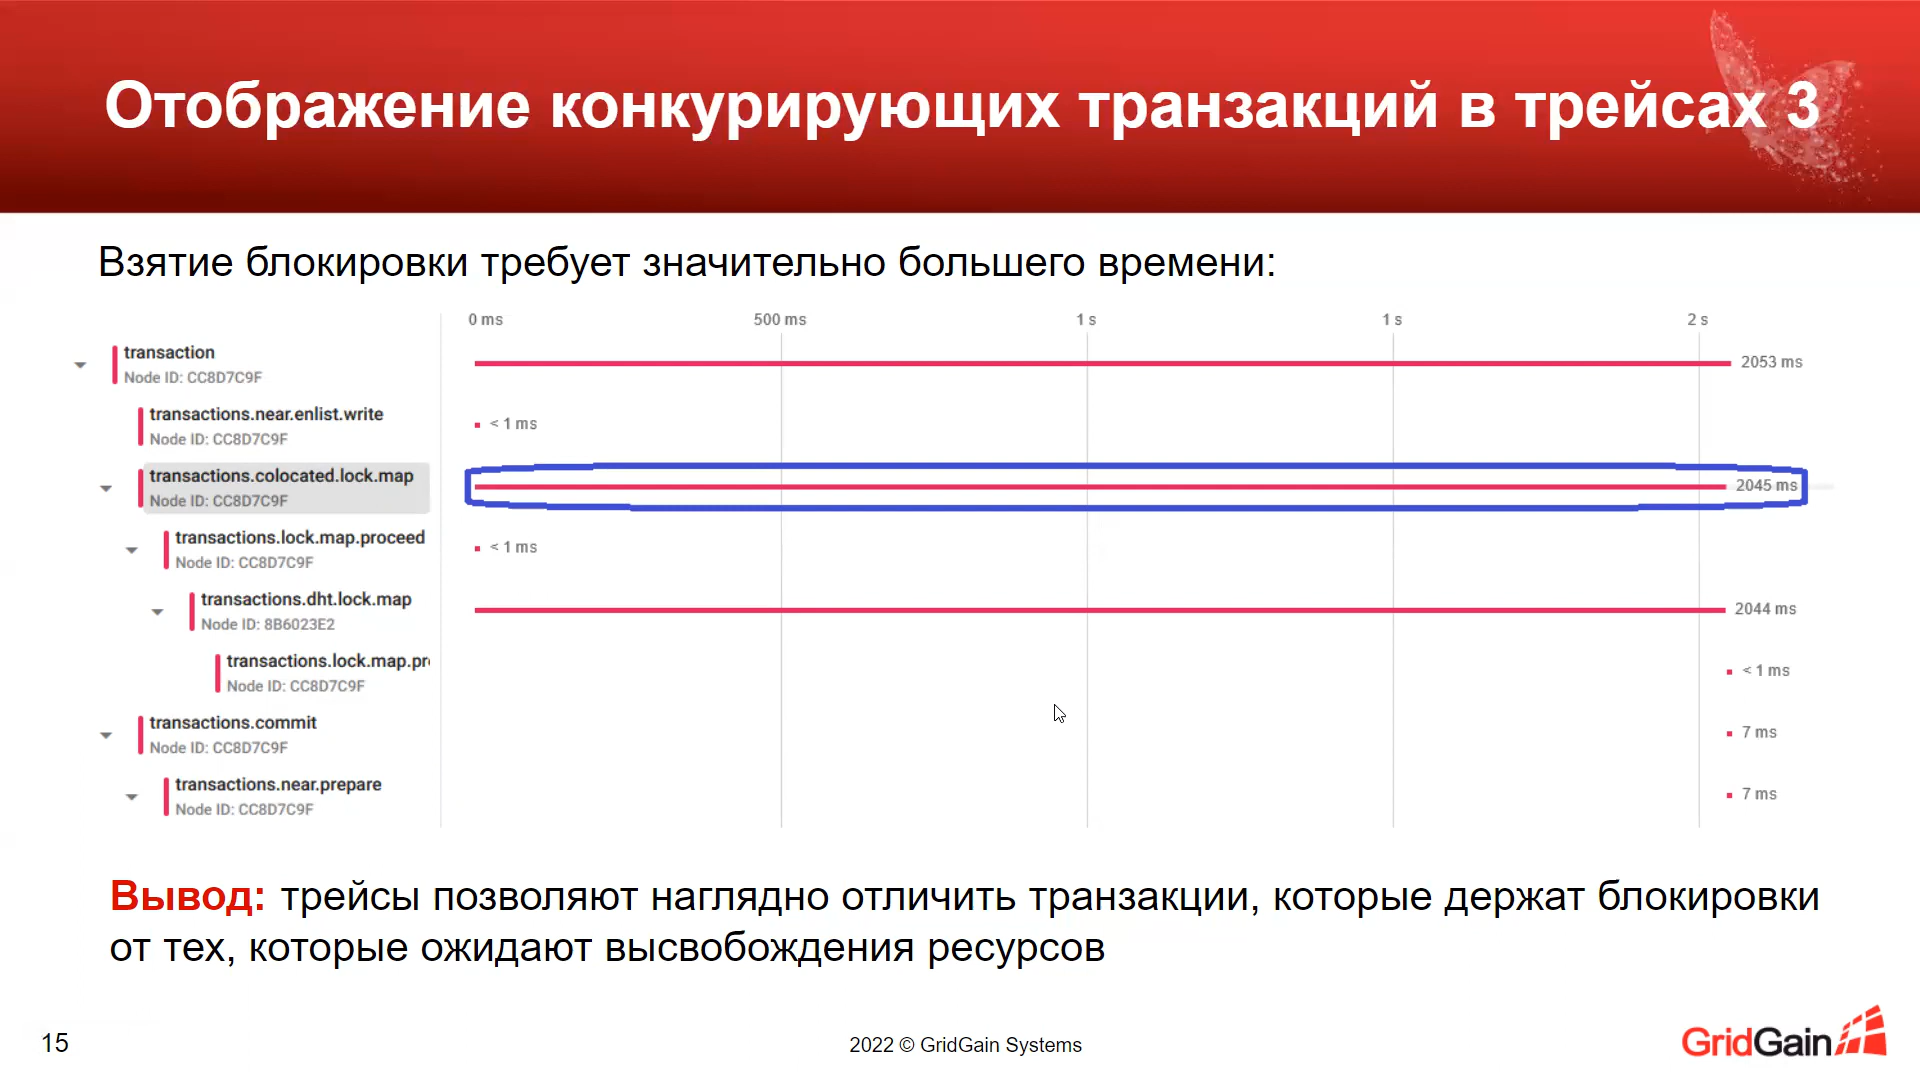 Отображение конкурирующих транзакций в трейсах 3
Взятие блокировки требует значительно большего времени:
0 ms 500 ms 1 s 1 s 2 s
transaction
Node ID: CC8D7C9F
2053 ms
transactions.near.enlist.write
Node ID: CC8D7C9F
< 1 ms
transactions.colocated.lock.map
Node ID: CC8D7C9F
2045 ms
transactions.lock.map.proceed
Node ID: CC8D7C9F
< 1 ms
transactions.dht.lock.map
Node ID: 8B6023E2
2044 ms
transactions.lock.map.pr
Node ID: CC8D7C9F
< 1 ms
transactions.commit
Node ID: CC8D7C9F
7 ms
transactions.near.prepare
Node ID: CC8D7C9F
7 ms
Вывод: трейсы позволяют наглядно отличить транзакции, которые держат блокировки
от тех, которые ожидают высвобождения ресурсов
15
2022 © GridGain Systems
GridGain